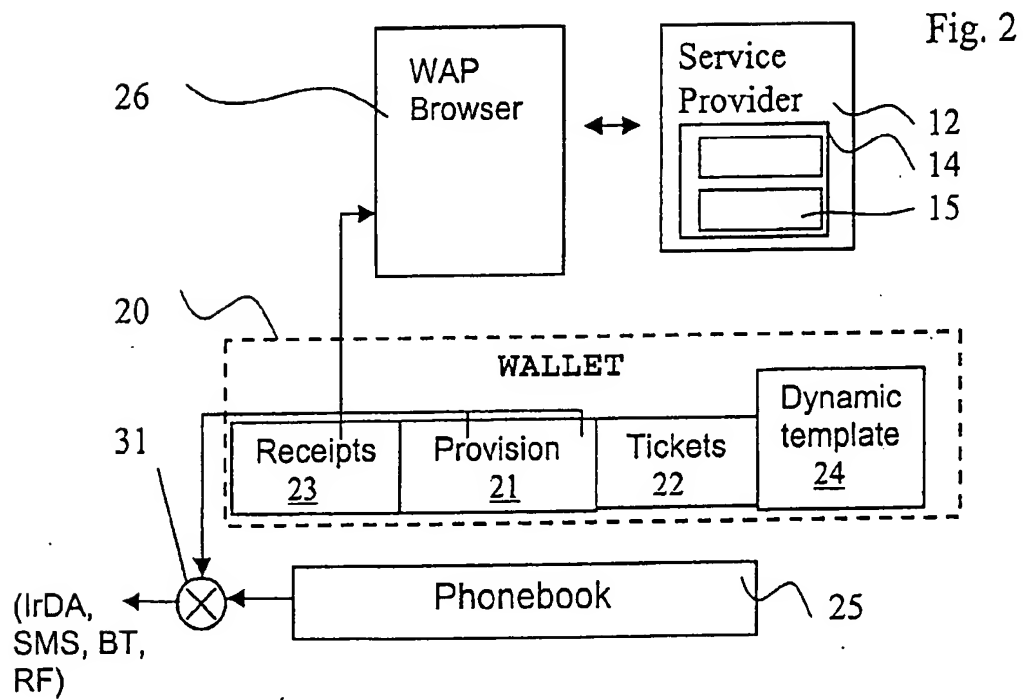 Fig. 2
26
WAP
Browser
Service
Provider
12
14
15
20
WALLET
31
Receipts
23
Provision
21
Tickets
22
Dynamic
template
24
Phonebook
25
(IrDA,
SMS, BT,
RF)